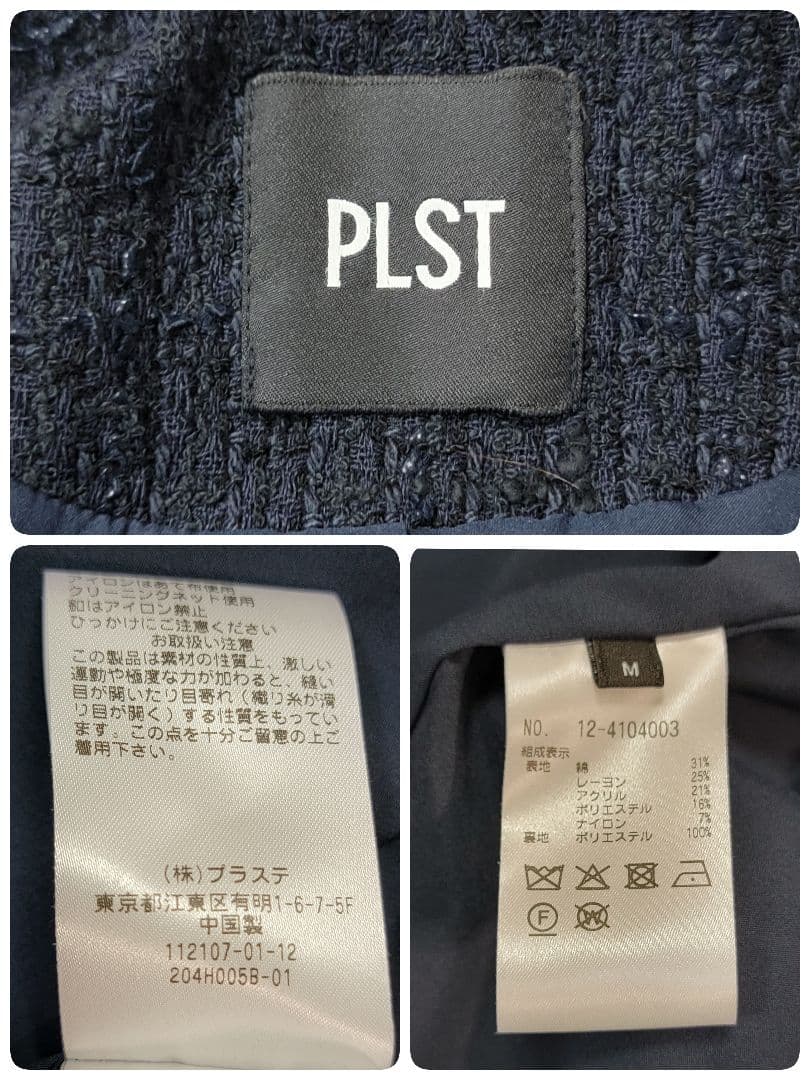 PLST
アイロンはあて布使用
クリーニングネット使用
釦はアイロン禁止
ひっかけにご注意ください
お取扱い注意
この製品は素材の性質上、激しい
運動や極度な力が加わると、縫い
目が開いたり目寄れ(織り糸が滑
り目が開く)する性質をもってい
ます。この点を十分ご留意の上ご
着用下さい。
(株)プラステ
東京都江東区有明1-6-7-5F
中国製
112107-01-12
204H005B-01
M
NO. 12-4104003
組成表示
表地 綿 31%
レーヨン 25%
アクリル 21%
ポリエステル 16%
ナイロン 7%
裏地 ポリエステル 100%
F W